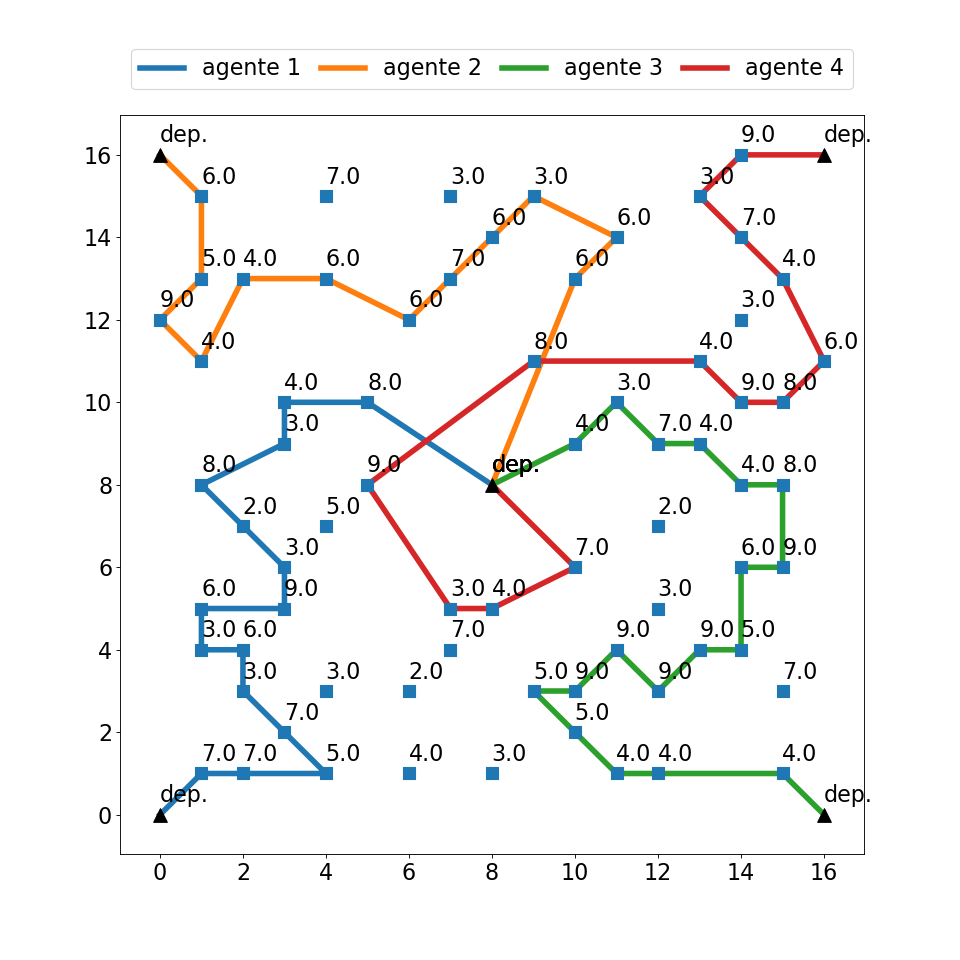 agente 1 agente 2 agente 3 agente 4
dep. 9.0 dep.
16
6.0 7.0 3.0 3.0 3.0
6.0 6.0 7.0
14
5.0 4.0 6.0 7.0 6.0 4.0
9.0 6.0 3.0
12
4.0 8.0 4.0 6.0
4.0 8.0 3.0 9.0 8.0
10
3.0 4.0 7.0 4.0
8.0 9.0 dep. dep. 4.0 8.0
8
2.0 5.0 2.0
3.0 7.0 6.0 9.0
6
6.0 9.0 3.0 4.0 3.0
3.0 6.0 7.0 9.0 9.0 5.0
4
3.0 3.0 2.0 5.0 9.0 9.0 7.0
7.0 5.0
2
7.0 7.0 5.0 4.0 3.0 4.0 4.0 4.0
dep. dep.
0
0 2 4 6 8 10 12 14 16